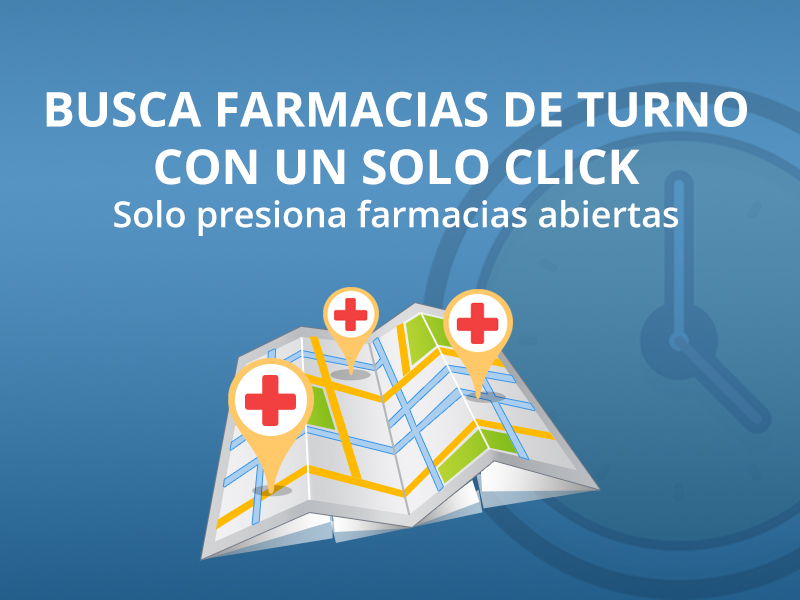 BUSCA FARMACIAS DE TURNO
CON UN SOLO CLICK
Solo presiona farmacias abiertas